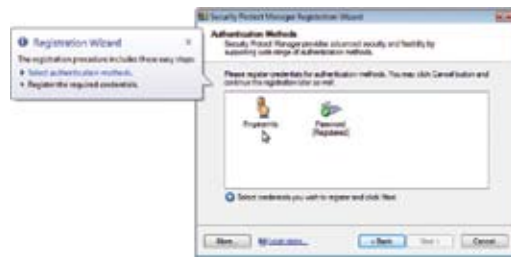 Registration Wizard
The registration procedure includes three easy steps:
Select authentication methods.
Register the required credentials.
Security Protect Manager Registration Wizard
Authentication Methods
Security Protect Manager provides advanced security and flexibility by
supporting wide range of authentication methods.
Please register credentials for authentication methods. You may click Cancel button and
continue the registration later as well.
Fingerprints
Password
(Registered)
Select credentials you wish to register and click Next.
More...
< Back
Next >
Cancel